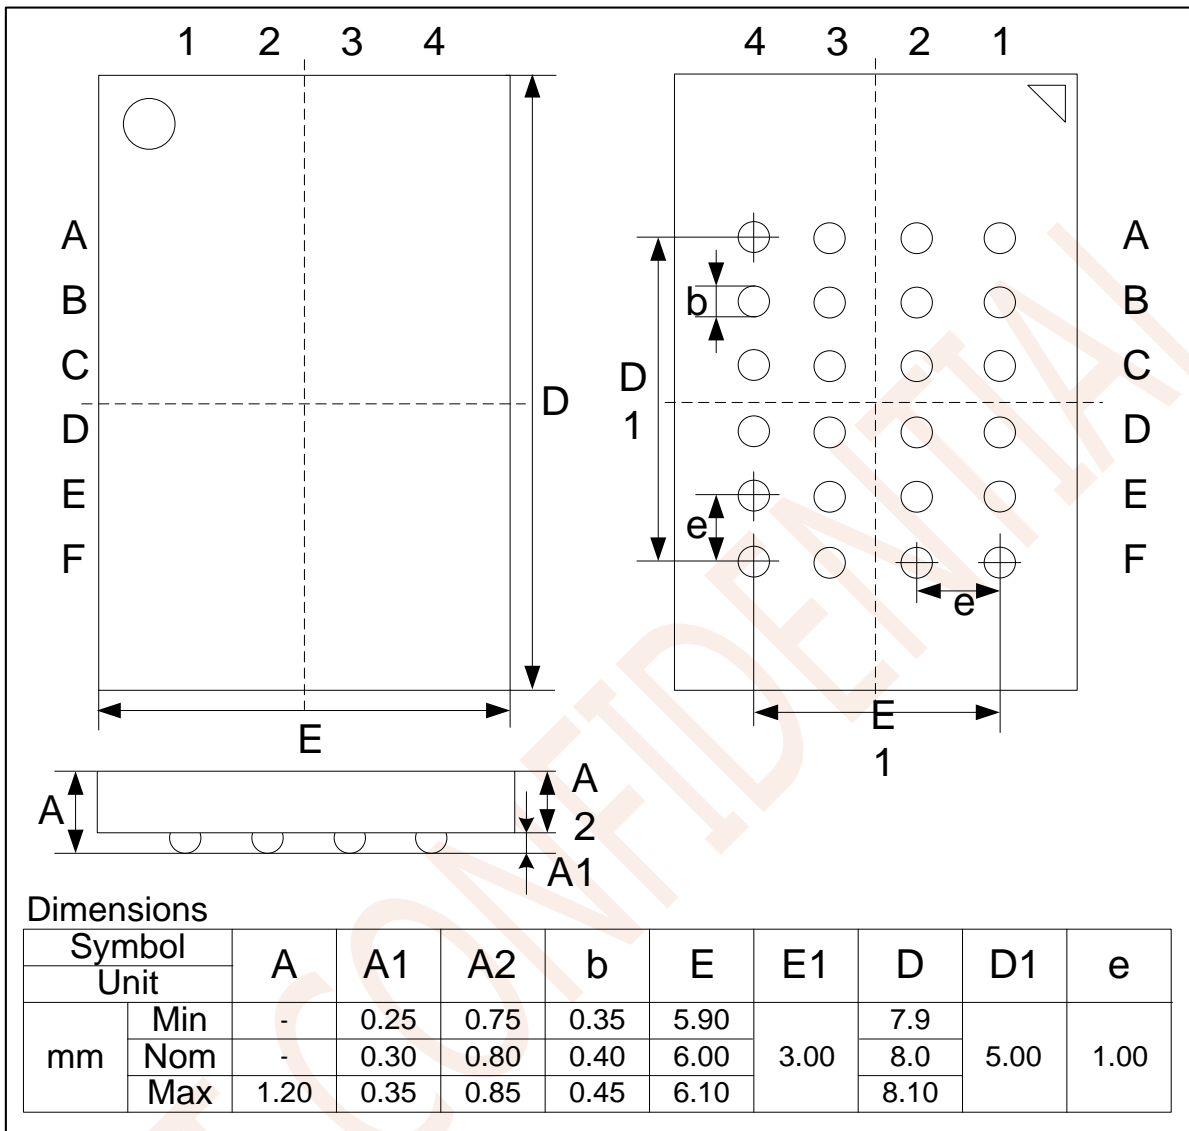 1 2 3 4
4 3 2 1
A
B
C
D
E
F
D
E
b
D
1
e
e
E
1
A
B
C
D
E
F
A
A
2
A1
Dimensions
Symbol A A1 A2 b E E1 D D1 e
Unit
mm Min - 0.25 0.75 0.35 5.90 3.00 7.9 5.00 1.00
Nom - 0.30 0.80 0.40 6.00 8.0
Max 1.20 0.35 0.85 0.45 6.10 8.10
CONFIDENTIAL